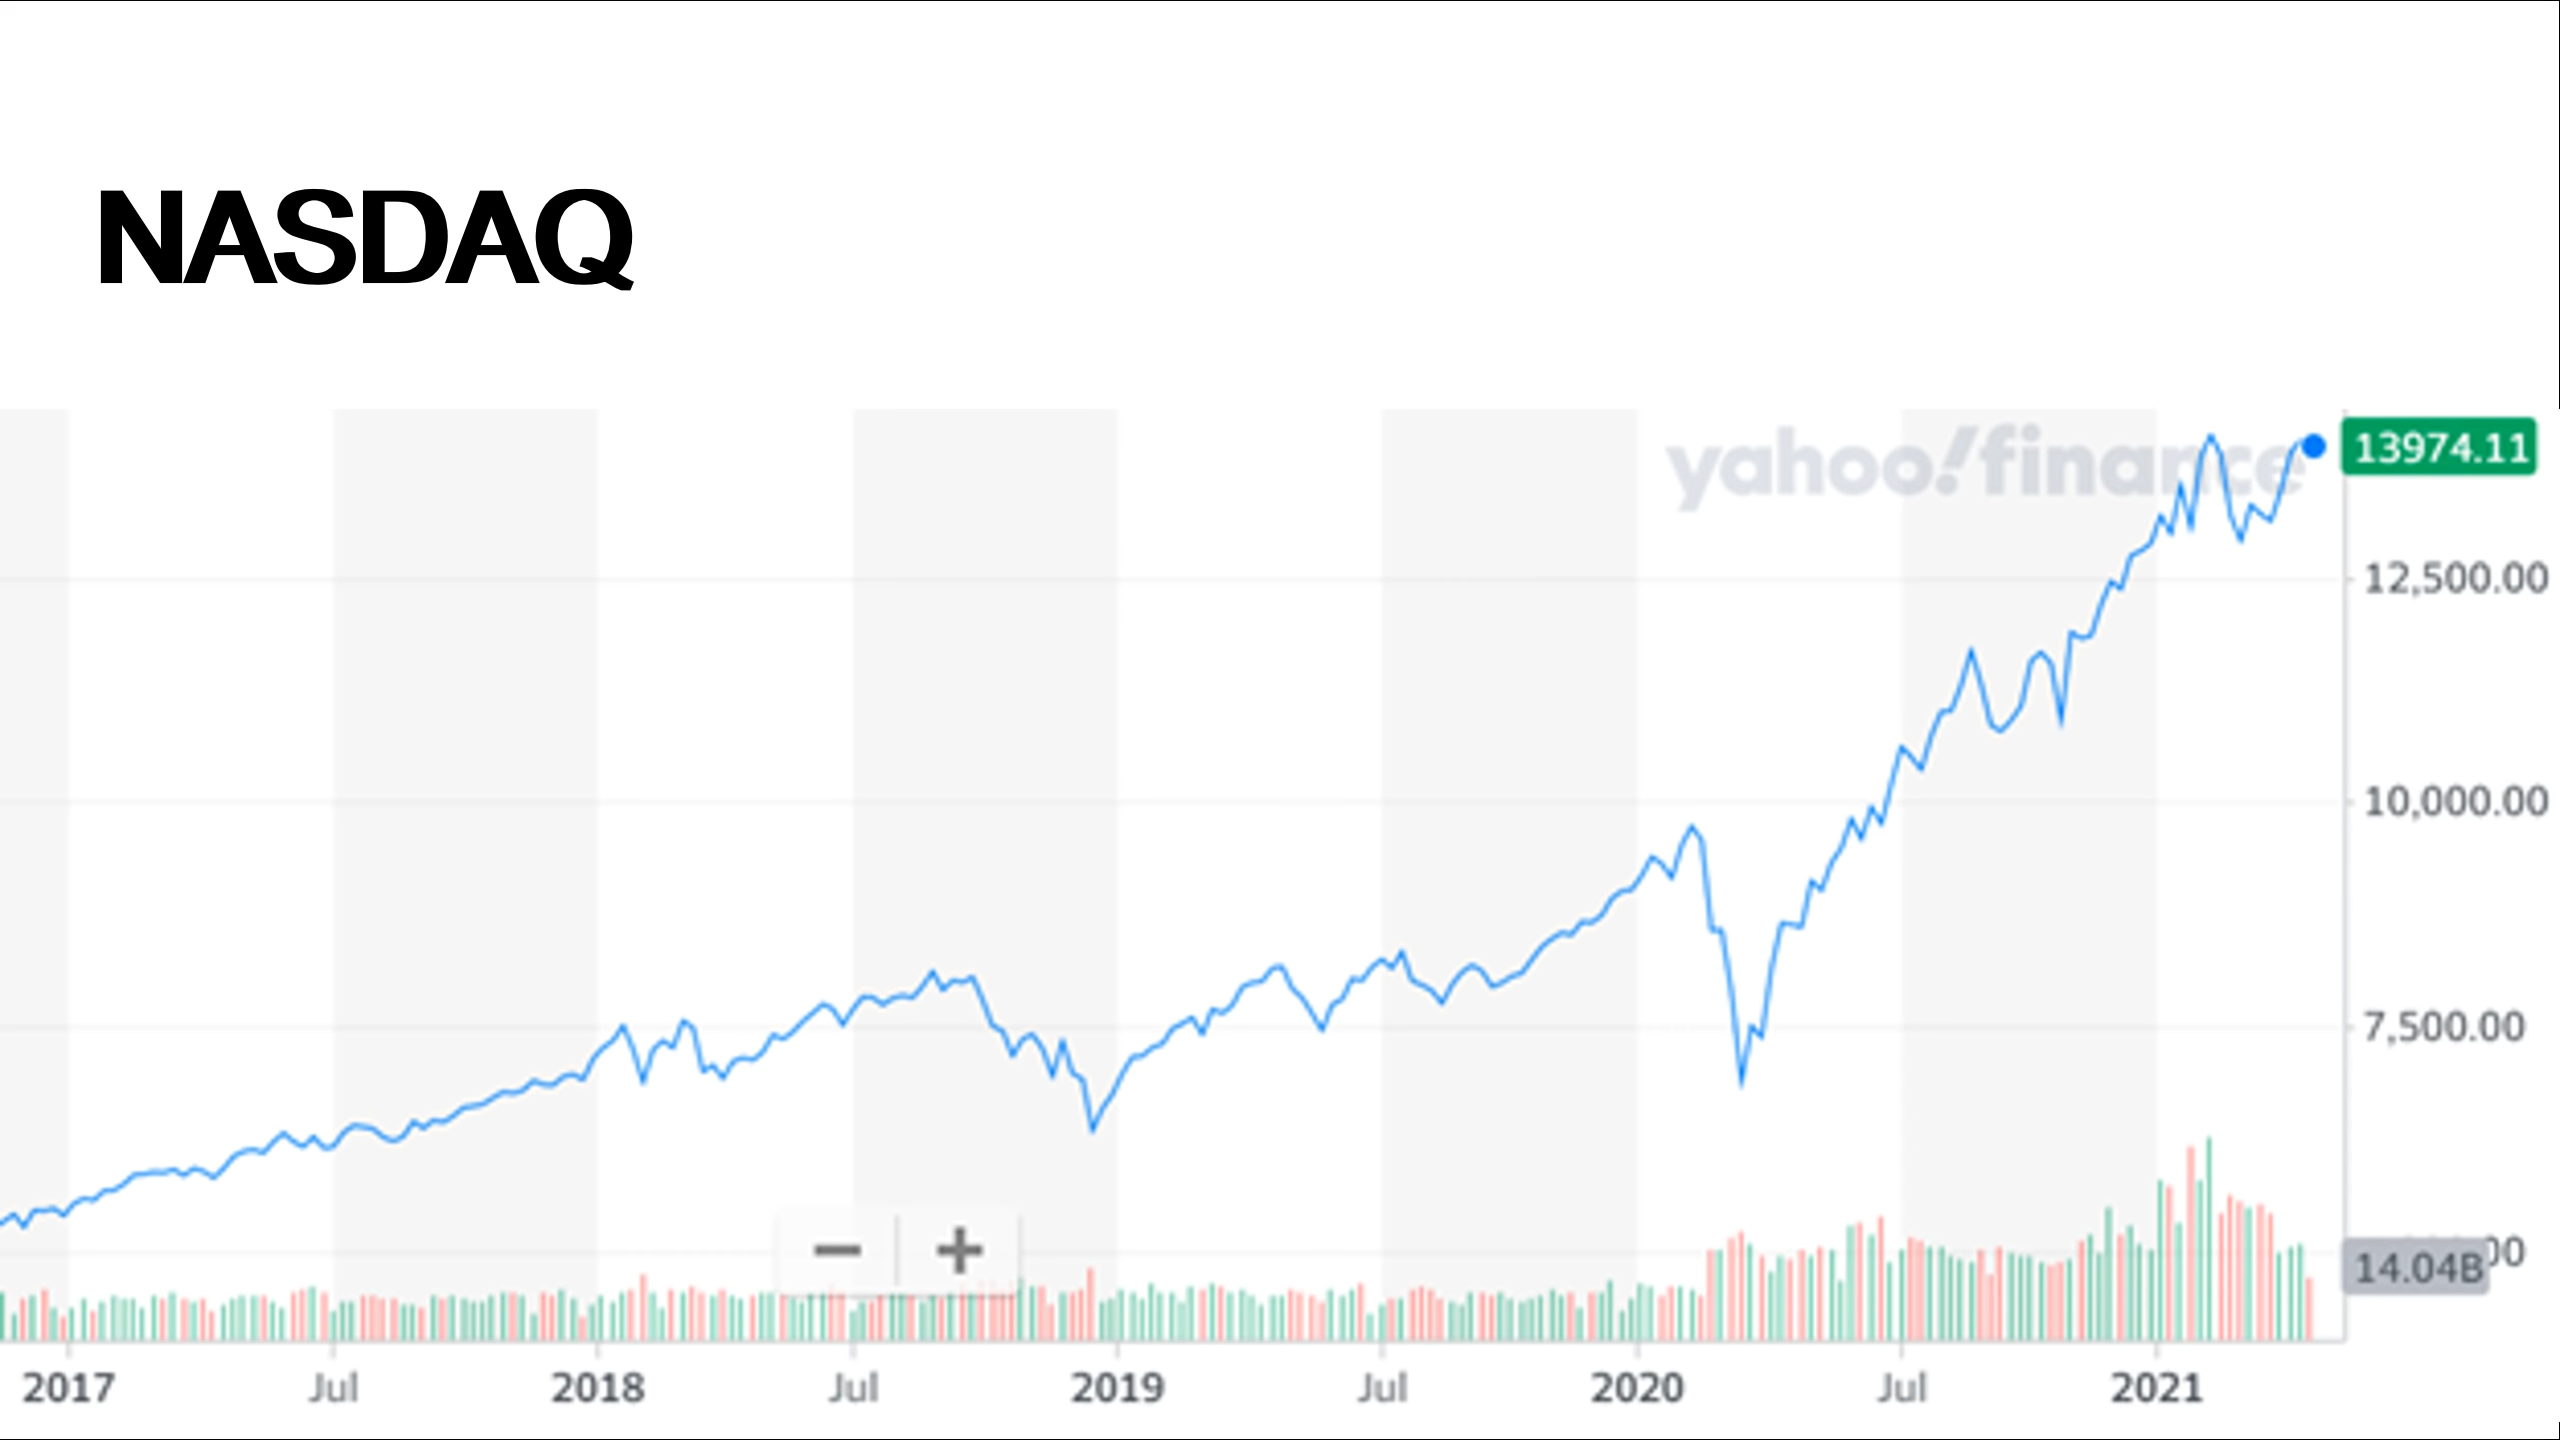 NASDAQ
yahoo!finance
13974.11
12,500.00
10,000.00
7,500.00
14.04B
2017 Jul 2018 Jul 2019 Jul 2020 Jul 2021